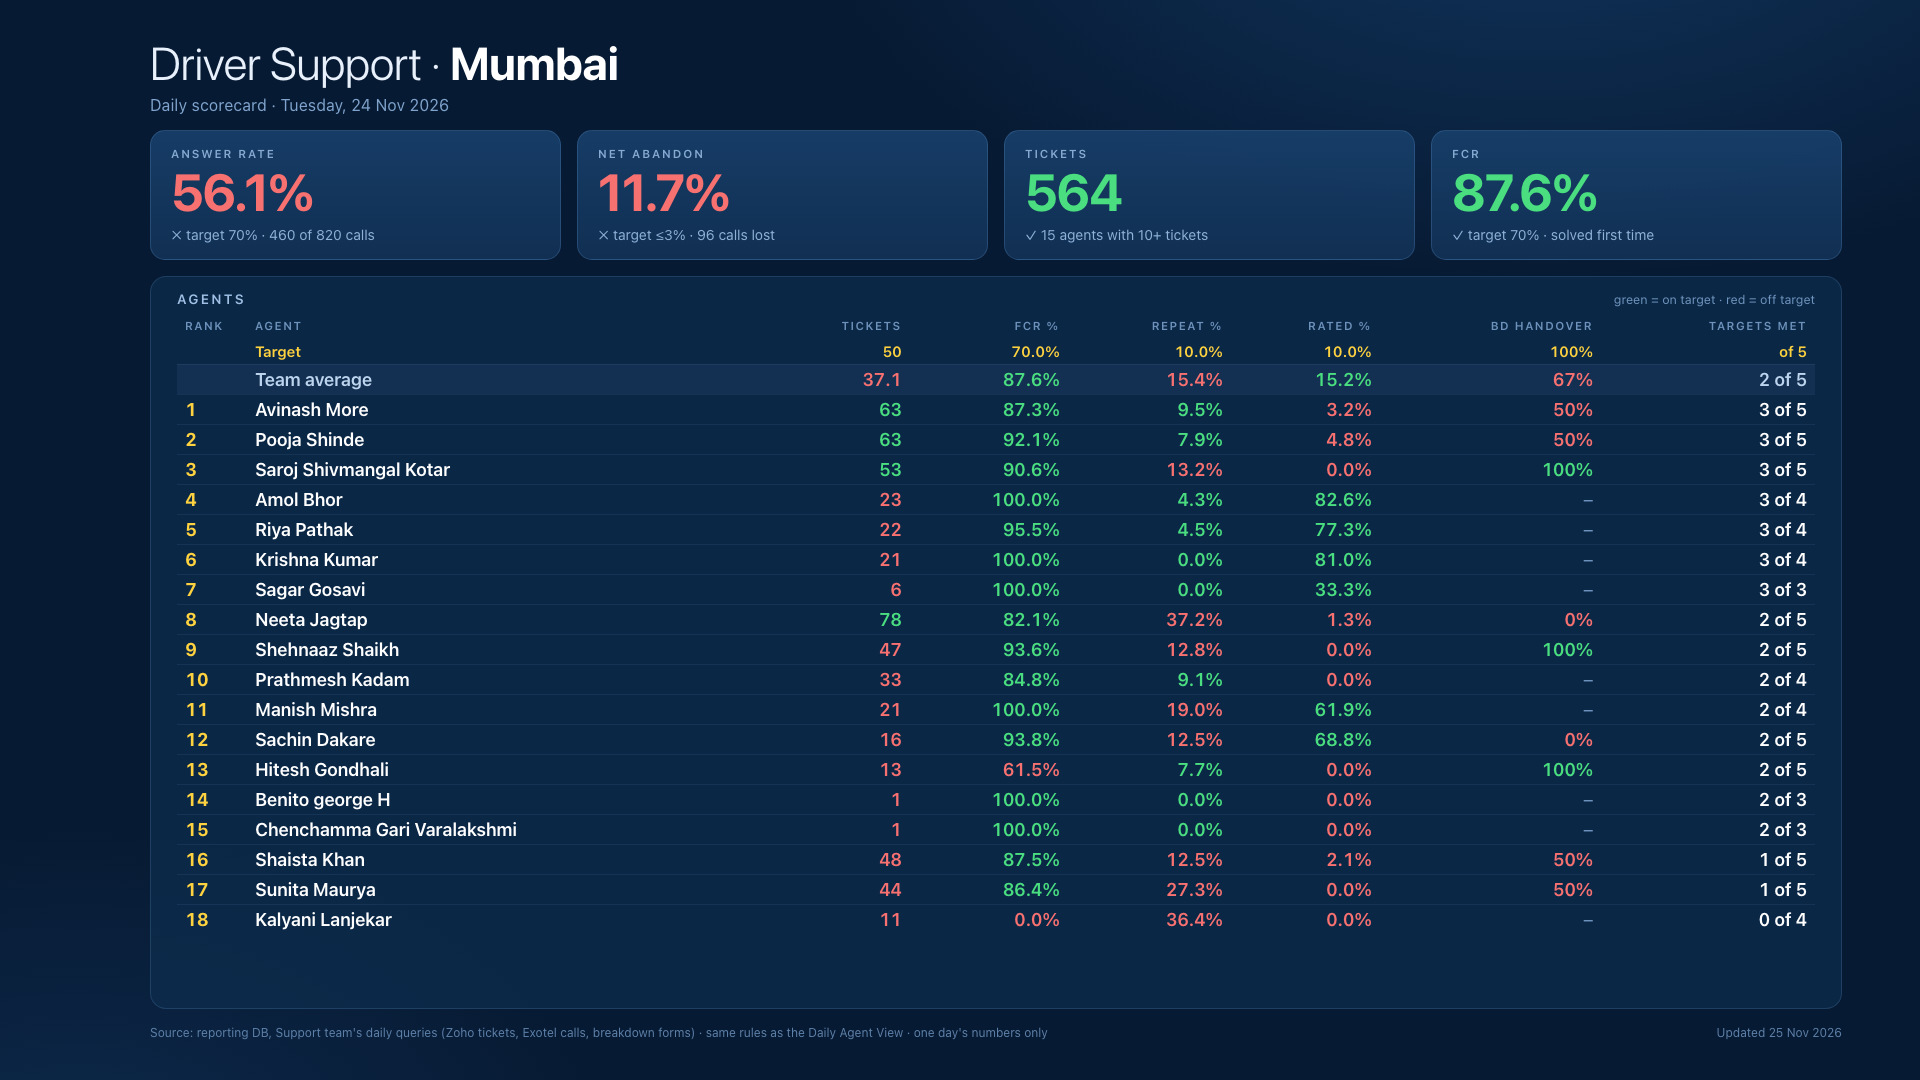 Driver Support · Mumbai
Daily scorecard · Tuesday, 24 Nov 2026
ANSWER RATE
56.1%
✕ target 70% · 460 of 820 calls
NET ABANDON
11.7%
✕ target ≤3% · 96 calls lost
TICKETS
564
✓ 15 agents with 10+ tickets
FCR
87.6%
✓ target 70% · solved first time
AGENTS
green = on target · red = off target
RANK AGENT TICKETS FCR % REPEAT % RATED % BD HANDOVER TARGETS MET
Target 50 70.0% 10.0% 10.0% 100% of 5
Team average 37.1 87.6% 15.4% 15.2% 67% 2 of 5
1 Avinash More 63 87.3% 9.5% 3.2% 50% 3 of 5
2 Pooja Shinde 63 92.1% 7.9% 4.8% 50% 3 of 5
3 Saroj Shivmangal Kotar 53 90.6% 13.2% 0.0% 100% 3 of 5
4 Amol Bhor 23 100.0% 4.3% 82.6% – 3 of 4
5 Riya Pathak 22 95.5% 4.5% 77.3% – 3 of 4
6 Krishna Kumar 21 100.0% 0.0% 81.0% – 3 of 4
7 Sagar Gosavi 6 100.0% 0.0% 33.3% – 3 of 3
8 Neeta Jagtap 78 82.1% 37.2% 1.3% 0% 2 of 5
9 Shehnaaz Shaikh 47 93.6% 12.8% 0.0% 100% 2 of 5
10 Prathmesh Kadam 33 84.8% 9.1% 0.0% – 2 of 4
11 Manish Mishra 21 100.0% 19.0% 61.9% – 2 of 4
12 Sachin Dakare 16 93.8% 12.5% 68.8% 0% 2 of 5
13 Hitesh Gondhali 13 61.5% 7.7% 0.0% 100% 2 of 5
14 Benito george H 1 100.0% 0.0% 0.0% – 2 of 3
15 Chenchamma Gari Varalakshmi 1 100.0% 0.0% 0.0% – 2 of 3
16 Shaista Khan 48 87.5% 12.5% 2.1% 50% 1 of 5
17 Sunita Maurya 44 86.4% 27.3% 0.0% 50% 1 of 5
18 Kalyani Lanjekar 11 0.0% 36.4% 0.0% – 0 of 4
Source: reporting DB, Support team's daily queries (Zoho tickets, Exotel calls, breakdown forms) · same rules as the Daily Agent View · one day's numbers only
Updated 25 Nov 2026